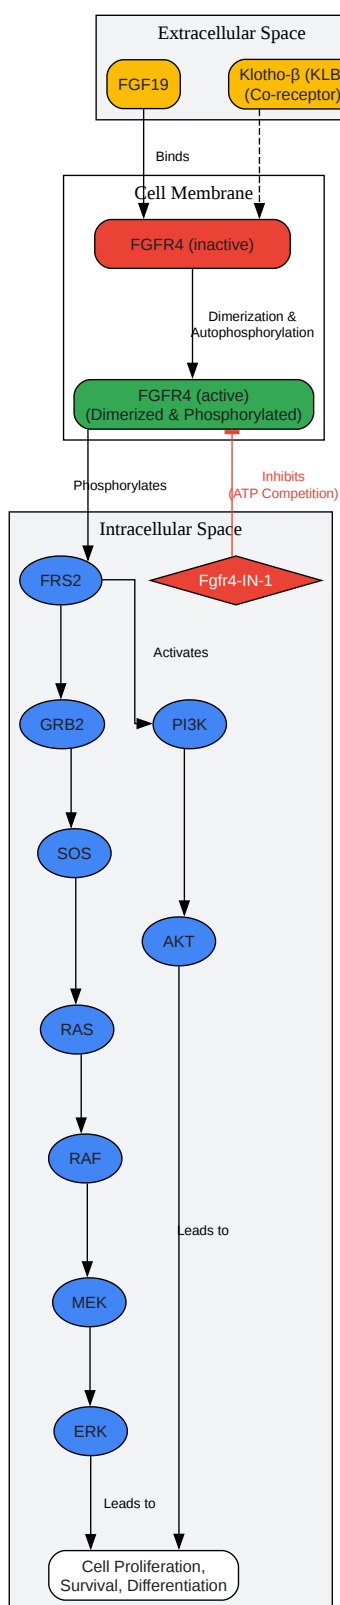 Extracellular Space
FGF19
Klotho-β (KLB)
(Co-receptor)
Binds
Cell Membrane
FGFR4 (inactive)
Dimerization &
Autophosphorylation
FGFR4 (active)
(Dimerized & Phosphorylated)
Phosphorylates
Inhibits
(ATP Competition)
Intracellular Space
FRS2
Fgfr4-IN-1
Activates
GRB2
PI3K
SOS
AKT
RAS
RAF
Leads to
MEK
ERK
Leads to
Cell Proliferation,
Survival, Differentiation